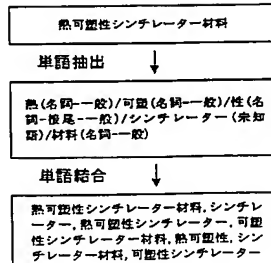 熱可塑性シンチレーター材料
単語抽出
熱(名詞-一般)/可塑(名詞-一般)/性(名
詞-接尾-一般)/シンチレーター(未知
語)/材料(名詞-一般)
単語結合
熱可塑性シンチレーター材料,シンチレ
ーター,熱可塑性シンチレーター,可塑
性シンチレーター材料,熱可塑性,シン
チレーター材料,可塑性シンチレーター